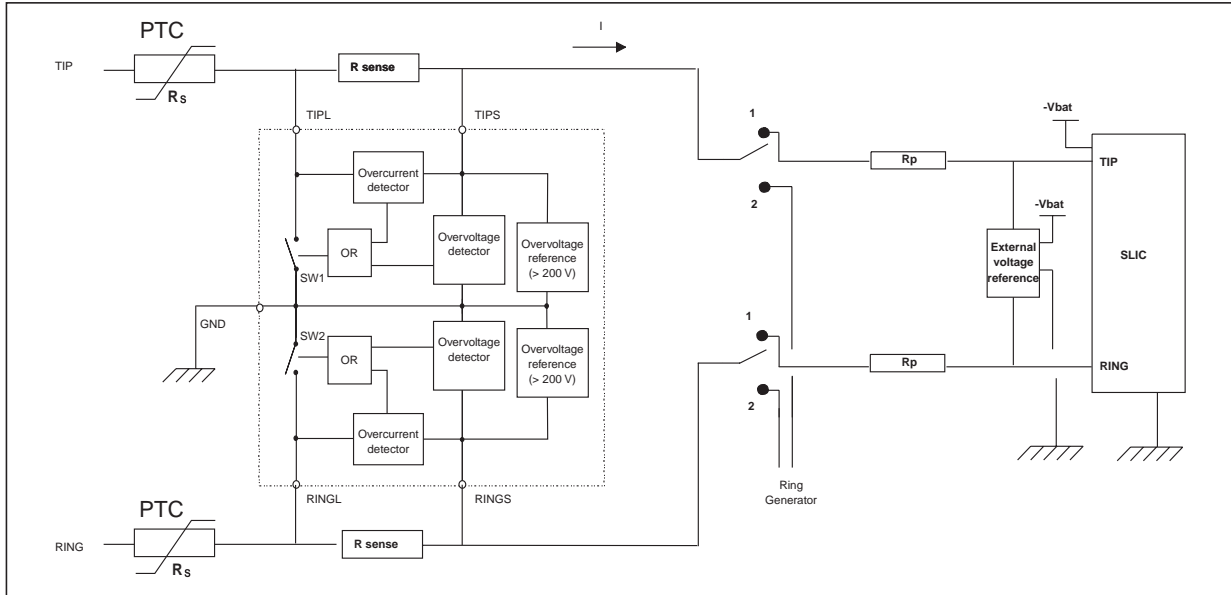 PTC
I
TIP
R sense
Rs
TIPL
TIPS
-Vbat
1
Overcurrent
detector
Rp
TIP
2
-Vbat
OR
Overvoltage
detector
Overvoltage
reference
(> 200 V)
External
voltage
reference
SLIC
SW1
GND
SW2
1
OR
Overvoltage
detector
Overvoltage
reference
(> 200 V)
Rp
RING
2
Overcurrent
detector
RINGL
RINGS
Ring
Generator
PTC
RING
R sense
Rs